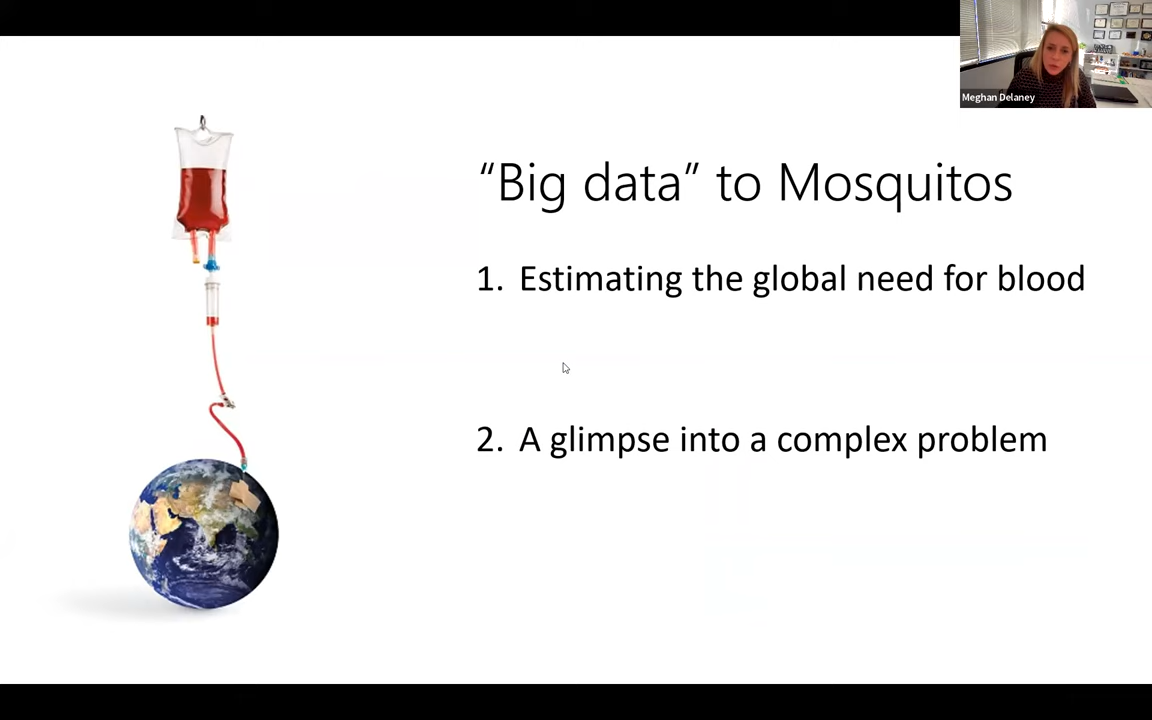 Meghan Delaney
“Big data” to Mosquitos
1. Estimating the global need for blood
2. A glimpse into a complex problem